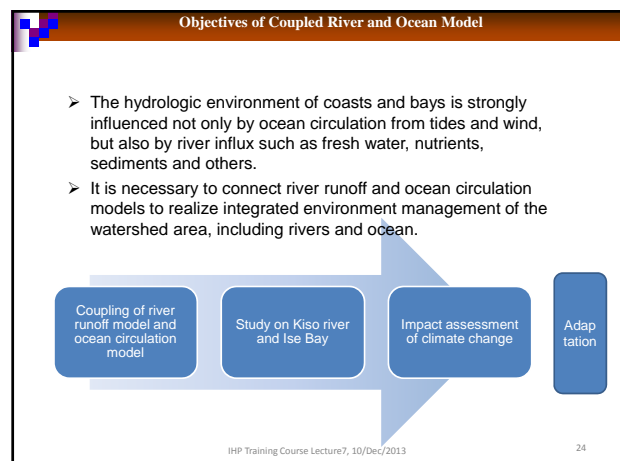 Objectives of Coupled River and Ocean Model
➢ The hydrologic environment of coasts and bays is strongly
influenced not only by ocean circulation from tides and wind,
but also by river influx such as fresh water, nutrients,
sediments and others.
➢ It is necessary to connect river runoff and ocean circulation
models to realize integrated environment management of the
watershed area, including rivers and ocean.
Coupling of river
runoff model and
ocean circulation
model
Study on Kiso river
and Ise Bay
Impact assessment
of climate change
Adap
tation
IHP Training Course Lecture7, 10/Dec/2013
24